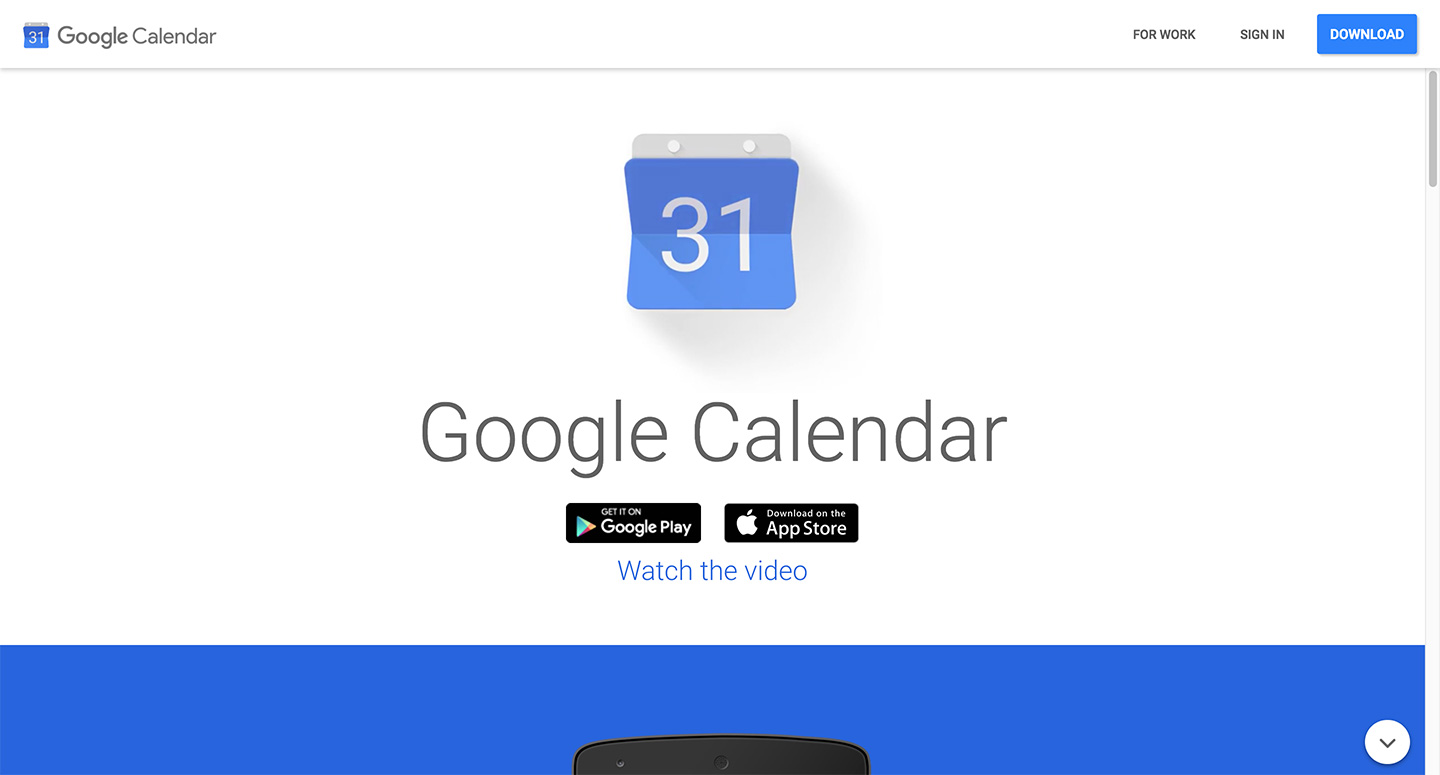 31 Google Calendar
FOR WORK
SIGN IN
DOWNLOAD
31
Google Calendar
GET IT ON
Google Play
Download on the
App Store
Watch the video